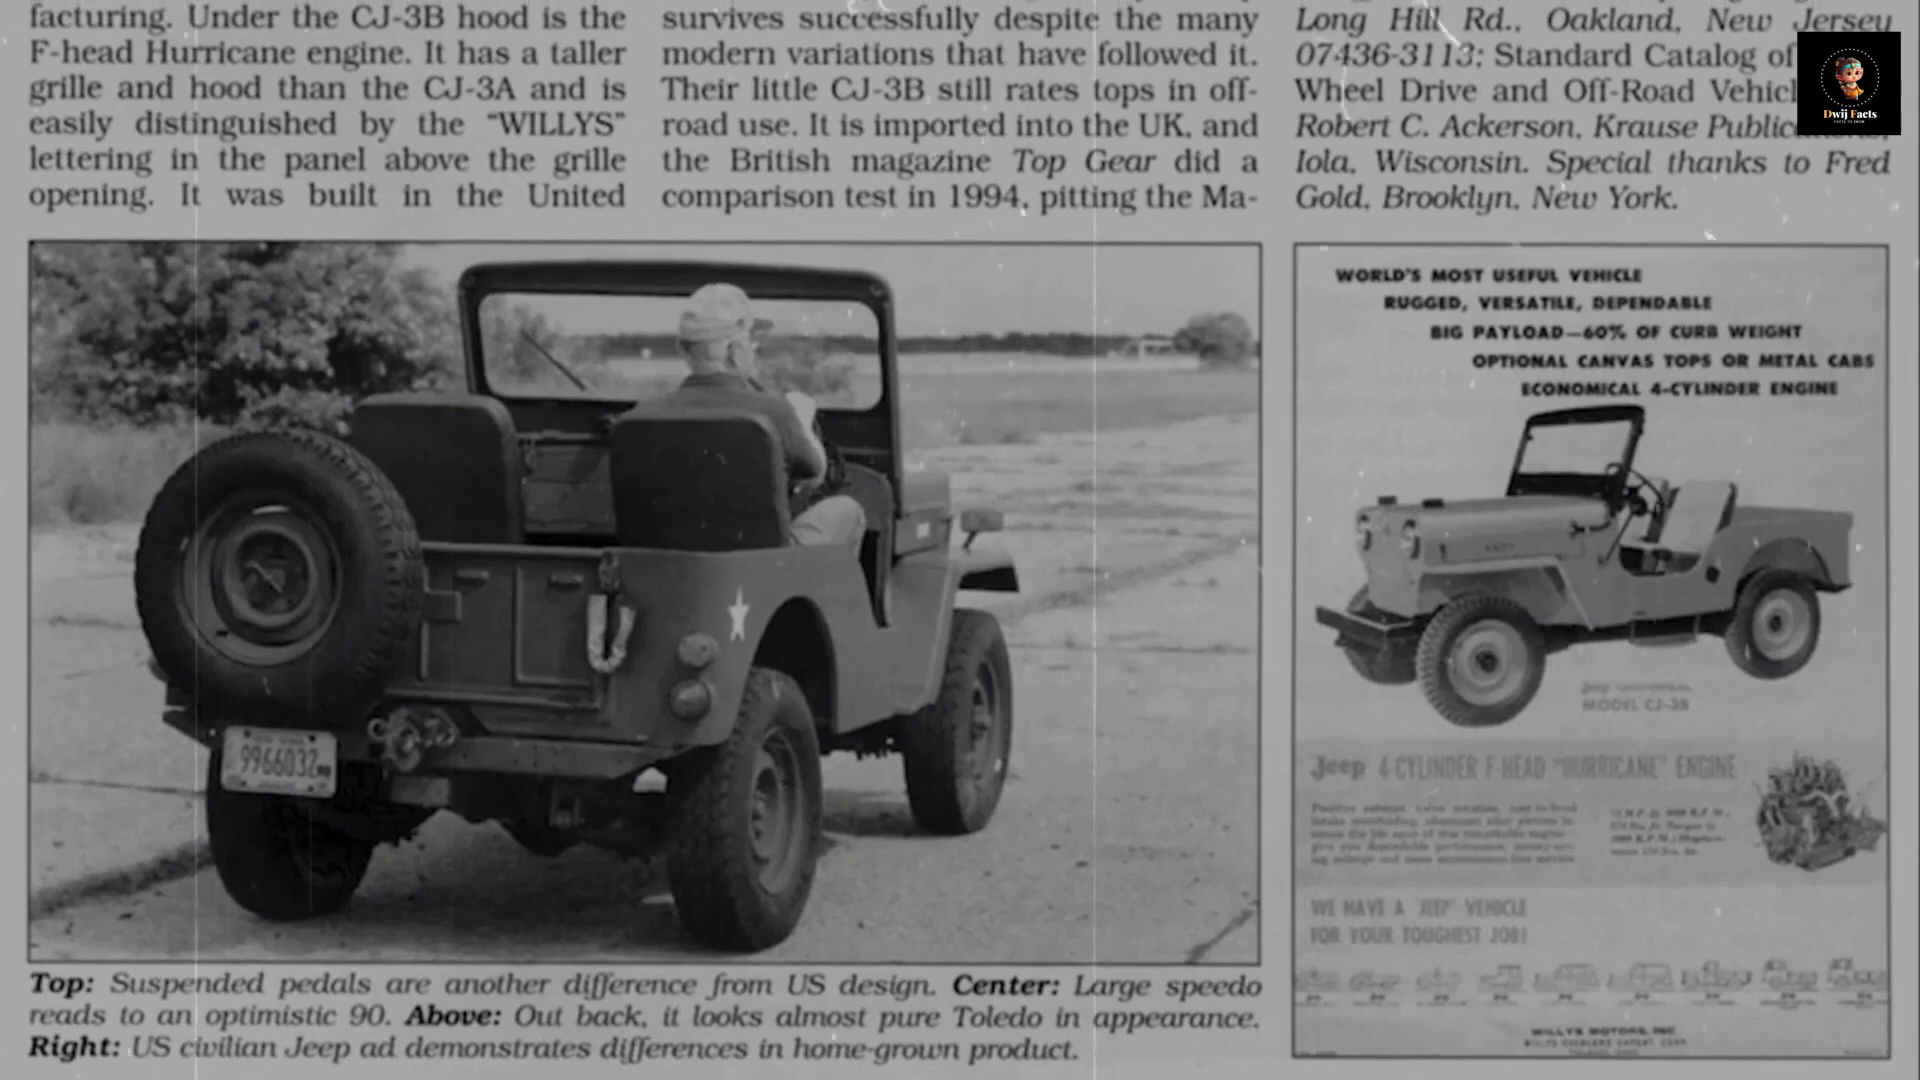 facturing. Under the CJ-3B hood is the
F-head Hurricane engine. It has a taller
grille and hood than the CJ-3A and is
easily distinguished by the "WILLYS"
lettering in the panel above the grille
opening. It was built in the United
survives successfully despite the many
modern variations that have followed it.
Their little CJ-3B still rates tops in off-
road use. It is imported into the UK, and
the British magazine Top Gear did a
comparison test in 1994, pitting the Ma-
Long Hill Rd., Oakland, New Jersey
07436-3113; Standard Catalog of
Wheel Drive and Off-Road
Robert C. Ackerson, Krause
Iola, Wisconsin. Special thanks to Fred
Gold, Brooklyn, New York.
Dwij Facts
9966032
WORLD'S MOST USEFUL VEHICLE
RUGGED, VERSATILE, DEPENDABLE
BIG PAYLOAD—60% OF CURB WEIGHT
OPTIONAL CANVAS TOPS OR METAL CABS
ECONOMICAL 4-CYLINDER ENGINE
MODEL CJ-3B
Jeep 4-CYLINDER F-HEAD "HURRICANE" ENGINE
WE HAVE A 'JEEP' VEHICLE
FOR YOUR TOUGHEST JOB!
WILLYS MOTORS, INC.
Top: Suspended pedals are another difference from US design. Center: Large speedo
reads to an optimistic 90. Above: Out back, it looks almost pure Toledo in appearance.
Right: US civilian Jeep ad demonstrates differences in home-grown product.